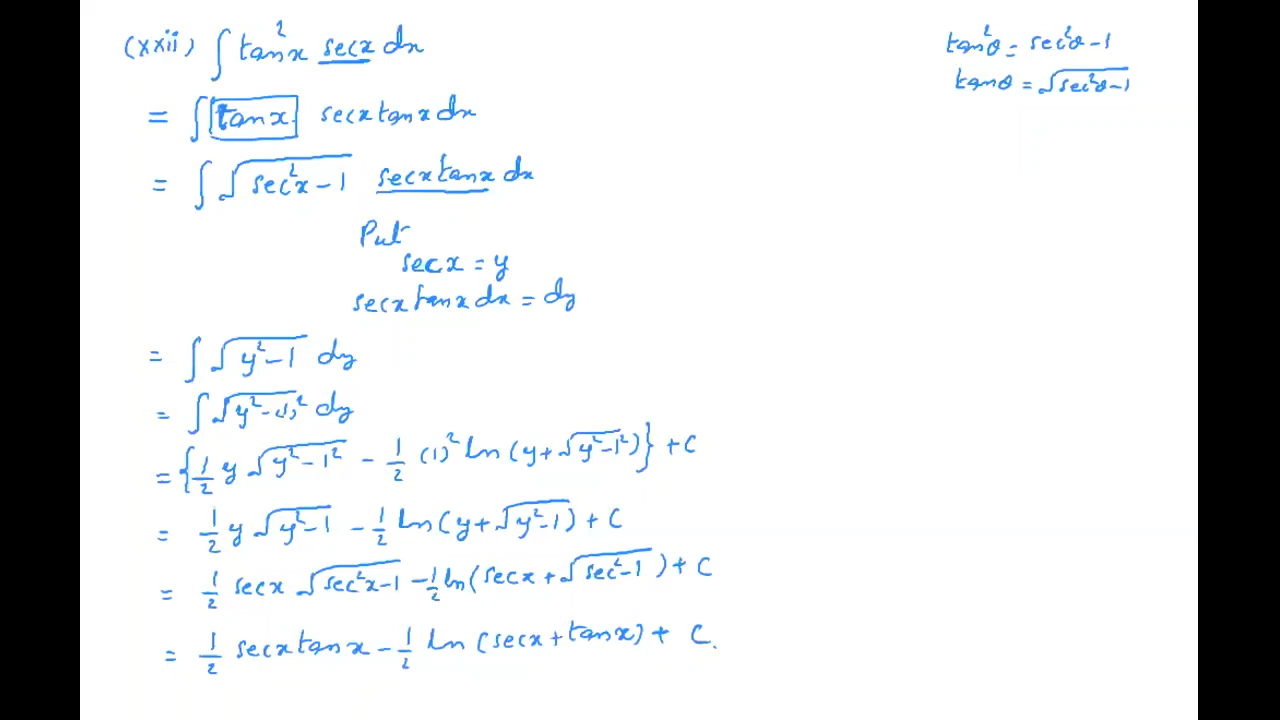 (xxii) ∫ tan²x secx dx
= ∫ tanx secx tanx dx
= ∫ √(sec²x - 1) secx tanx dx
Put
secx = y
secx tanx dx = dy
= ∫ √(y² - 1) dy
= ∫ √(y² - (1)²) dy
= {1/2 y √(y² - 1²) - 1/2 (1)² ln (y + √(y² - 1²))} + C
= 1/2 y √(y² - 1) - 1/2 ln (y + √(y² - 1)) + C
= 1/2 secx √(sec²x - 1) - 1/2 ln (secx + √(sec² - 1)) + C
= 1/2 secx tanx - 1/2 ln (secx + tanx) + C.
tan²θ = sec²θ - 1
tanθ = √(sec²θ - 1)